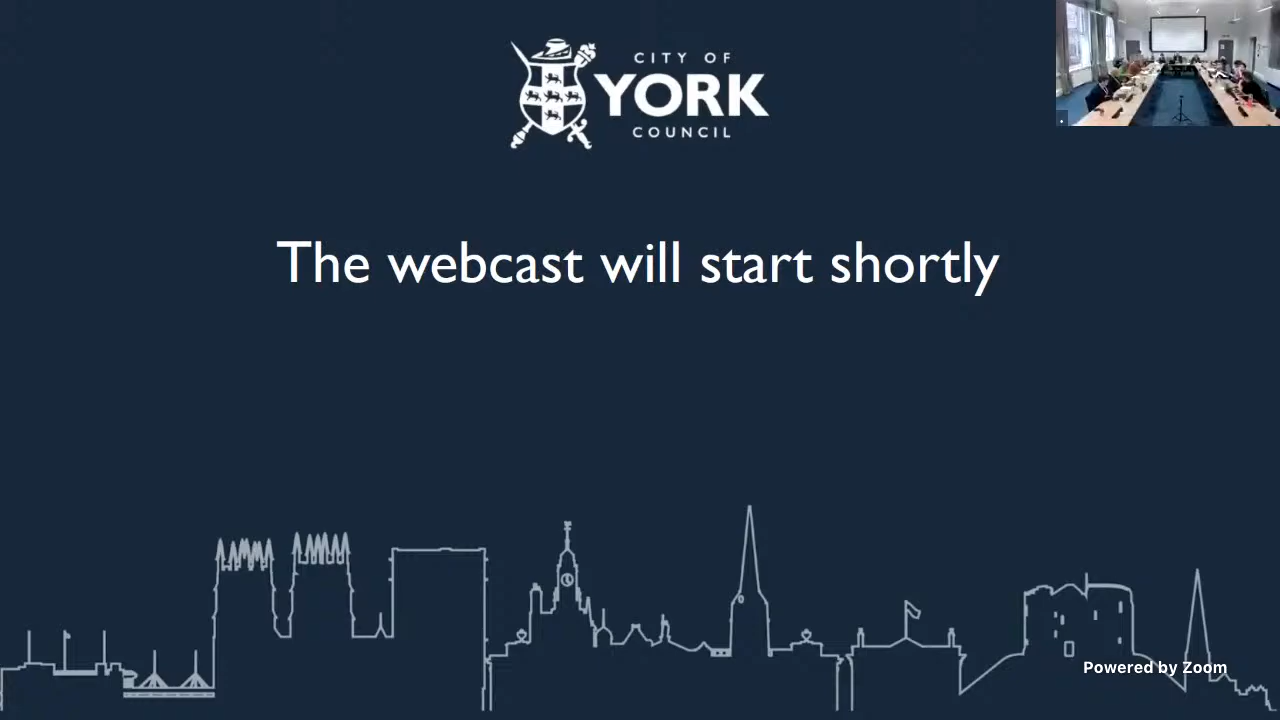 CITY OF
YORK
COUNCIL
The webcast will start shortly
Powered by Zoom